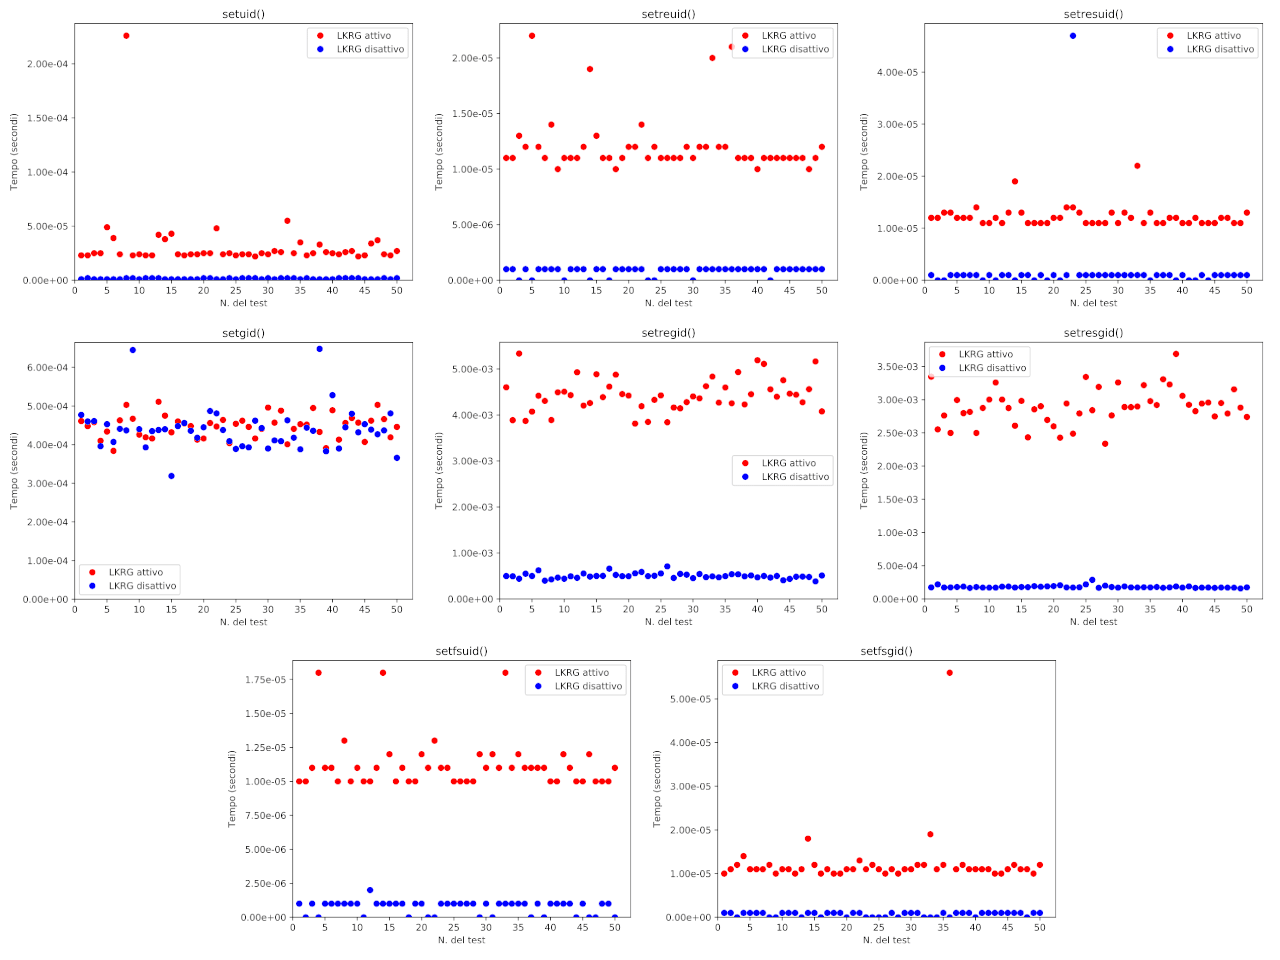 setuid()
LKRG attivo
LKRG disattivo
Tempo (secondi)
2.00e-04
1.50e-04
1.00e-04
5.00e-05
0.00e+00
0 5 10 15 20 25 30 35 40 45 50
N. del test
setreuid()
LKRG attivo
LKRG disattivo
Tempo (secondi)
2.00e-05
1.50e-05
1.00e-05
5.00e-06
0.00e+00
0 5 10 15 20 25 30 35 40 45 50
N. del test
setresuid()
LKRG attivo
LKRG disattivo
Tempo (secondi)
4.00e-05
3.00e-05
2.00e-05
1.00e-05
0.00e+00
0 5 10 15 20 25 30 35 40 45 50
N. del test
setgid()
Tempo (secondi)
6.00e-04
5.00e-04
4.00e-04
3.00e-04
2.00e-04
1.00e-04
0.00e+00
LKRG attivo
LKRG disattivo
0 5 10 15 20 25 30 35 40 45 50
N. del test
setregid()
Tempo (secondi)
5.00e-03
4.00e-03
3.00e-03
2.00e-03
1.00e-03
0.00e+00
LKRG attivo
LKRG disattivo
0 5 10 15 20 25 30 35 40 45 50
N. del test
setresgid()
LKRG attivo
LKRG disattivo
Tempo (secondi)
3.50e-03
3.00e-03
2.50e-03
2.00e-03
1.50e-03
1.00e-03
5.00e-04
0.00e+00
0 5 10 15 20 25 30 35 40 45 50
N. del test
setfsuid()
LKRG attivo
LKRG disattivo
Tempo (secondi)
1.75e-05
1.50e-05
1.25e-05
1.00e-05
7.50e-06
5.00e-06
2.50e-06
0.00e+00
0 5 10 15 20 25 30 35 40 45 50
N. del test
setfsgid()
LKRG attivo
LKRG disattivo
Tempo (secondi)
5.00e-05
4.00e-05
3.00e-05
2.00e-05
1.00e-05
0.00e+00
0 5 10 15 20 25 30 35 40 45 50
N. del test